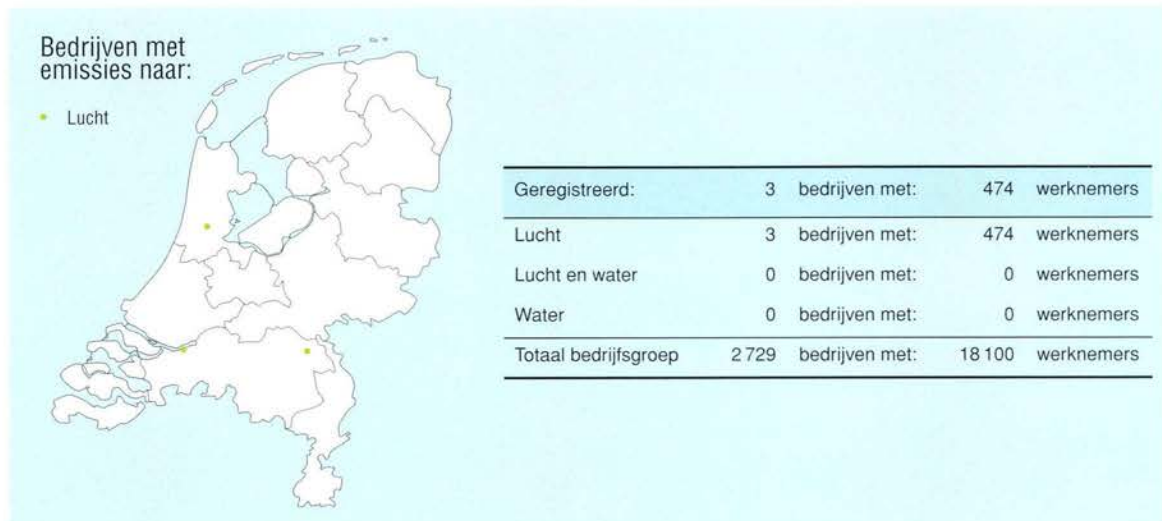 Bedrijven met
emissies naar:
Lucht
Geregistreerd: 3 bedrijven met: 474 werknemers
Lucht 3 bedrijven met: 474 werknemers
Lucht en water 0 bedrijven met: 0 werknemers
Water 0 bedrijven met: 0 werknemers
Totaal bedrijfsgroep 2 729 bedrijven met: 18 100 werknemers